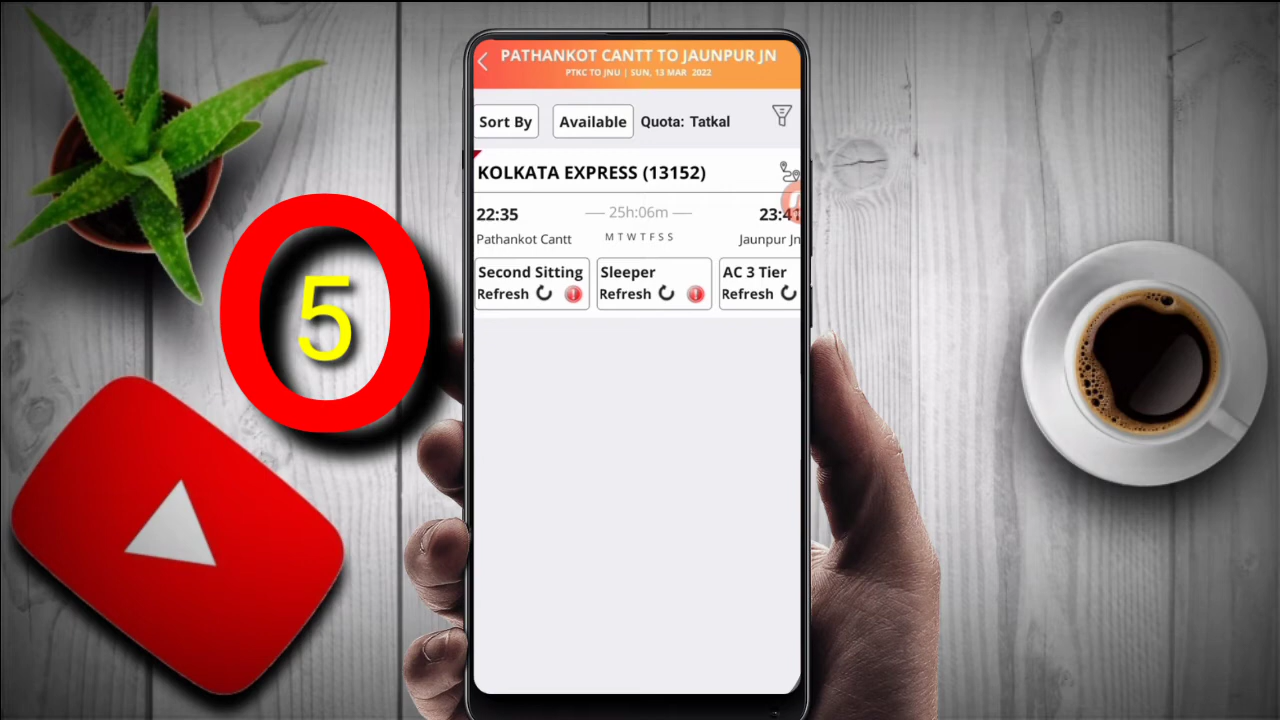 PATHANKOT CANTT TO JAUNPUR JN
PTKC TO JNU | SUN, 13 MAR 2022
Sort By Available Quota: Tatkal
KOLKATA EXPRESS (13152)
22:35 25h:06m 23:41
Pathankot Cantt M T W T F S S Jaunpur Jn
Second Sitting Sleeper AC 3 Tier
Refresh Refresh Refresh
5